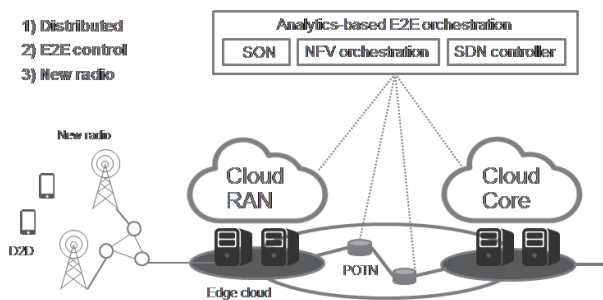 1) Distributed
2) E2E control
3) New radio
Analytics-based E2E orchestration
SON
NFV orchestration
SDN controller
New radio
Cloud
RAN
Cloud
Core
D2D
POTN
Edge cloud